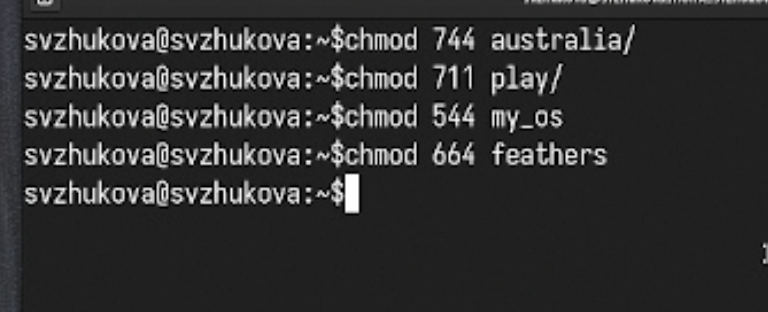 svzhukova@svzhukova:~$chmod 744 australia/
svzhukova@svzhukova:~$chmod 711 play/
svzhukova@svzhukova:~$chmod 544 my_os
svzhukova@svzhukova:~$chmod 664 feathers
svzhukova@svzhukova:~$